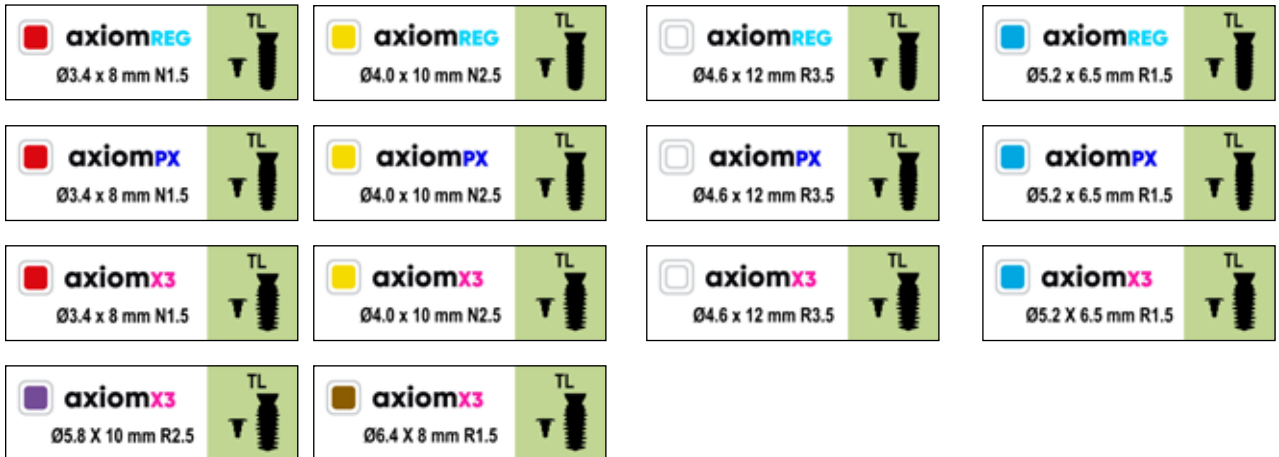 TL
axiomREG
Ø3.4 x 8 mm N1.5
TL
axiomREG
Ø4.0 x 10 mm N2.5
TL
axiomREG
Ø4.6 x 12 mm R3.5
TL
axiomREG
Ø5.2 x 6.5 mm R1.5
TL
axiomPX
Ø3.4 x 8 mm N1.5
TL
axiomPX
Ø4.0 x 10 mm N2.5
TL
axiomPX
Ø4.6 x 12 mm R3.5
TL
axiomPX
Ø5.2 x 6.5 mm R1.5
TL
axiomX3
Ø3.4 x 8 mm N1.5
TL
axiomX3
Ø4.0 x 10 mm N2.5
TL
axiomX3
Ø4.6 x 12 mm R3.5
TL
axiomX3
Ø5.2 X 6.5 mm R1.5
TL
axiomX3
Ø5.8 X 10 mm R2.5
TL
axiomX3
Ø6.4 X 8 mm R1.5